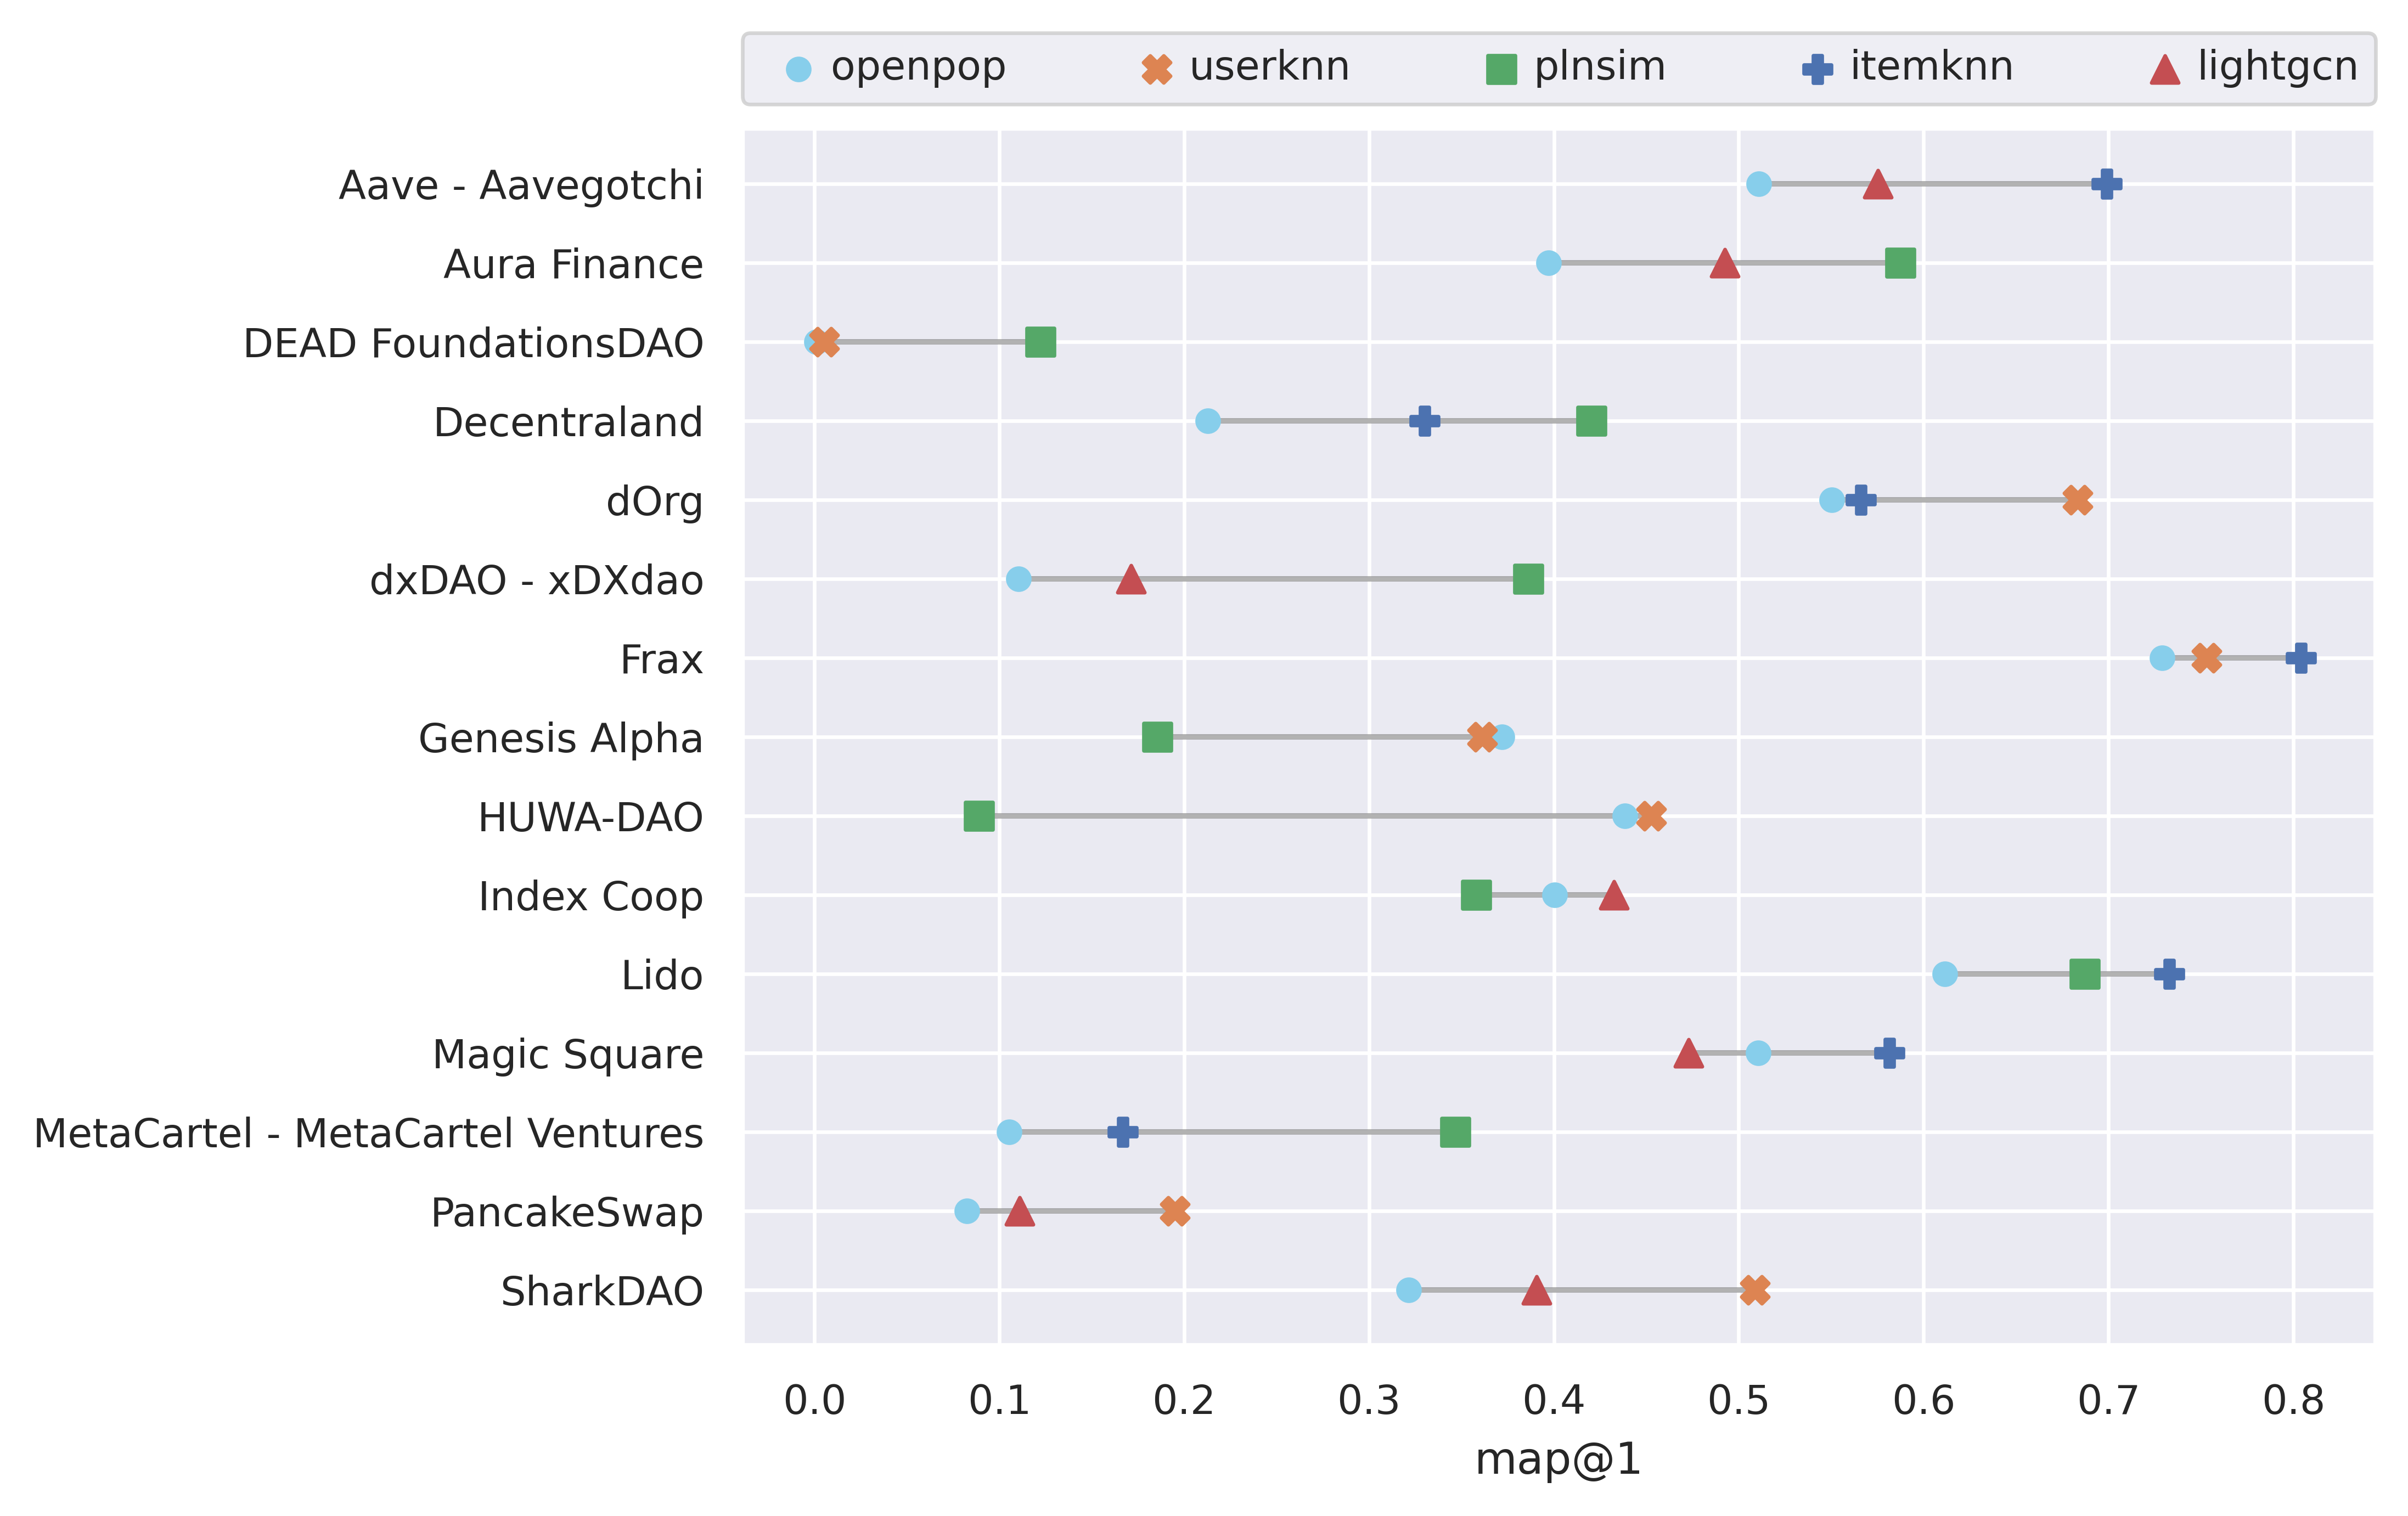 openpop userknn plnsim itemknn lightgcn
Aave - Aavegotchi
Aura Finance
DEAD FoundationsDAO
Decentraland
dOrg
dxDAO - xDXdao
Frax
Genesis Alpha
HUWA-DAO
Index Coop
Lido
Magic Square
MetaCartel - MetaCartel Ventures
PancakeSwap
SharkDAO
0.0 0.1 0.2 0.3 0.4 0.5 0.6 0.7 0.8
map@1